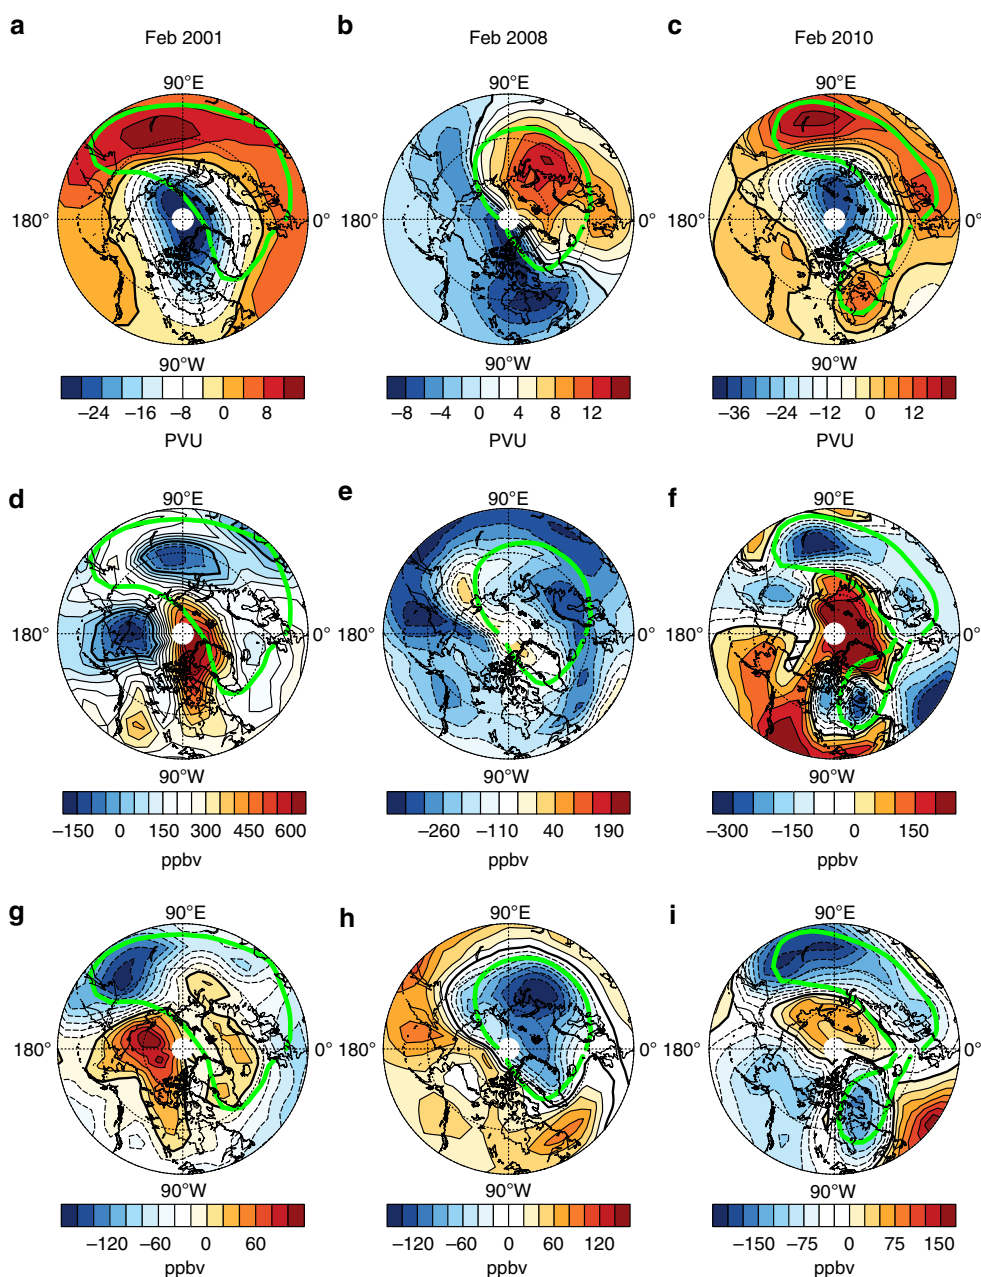 a b c
Feb 2001 Feb 2008 Feb 2010
90°E 90°E 90°E
180° 0° 180° 0° 180° 0°
90°W 90°W 90°W
−24 −16 −8 0 8 −8 −4 0 4 8 12 −36 −24 −12 0 12
PVU PVU PVU
d e f
90°E 90°E 90°E
180° 0° 180° 0° 180° 0°
90°W 90°W 90°W
−150 0 150 300 450 600 −260 −110 40 190 −300 −150 0 150
ppbv ppbv ppbv
g h i
90°E 90°E 90°E
180° 0° 180° 0° 180° 0°
90°W 90°W 90°W
−120 −60 0 60 −120 −60 0 60 120 −150 −75 0 75 150
ppbv ppbv ppbv